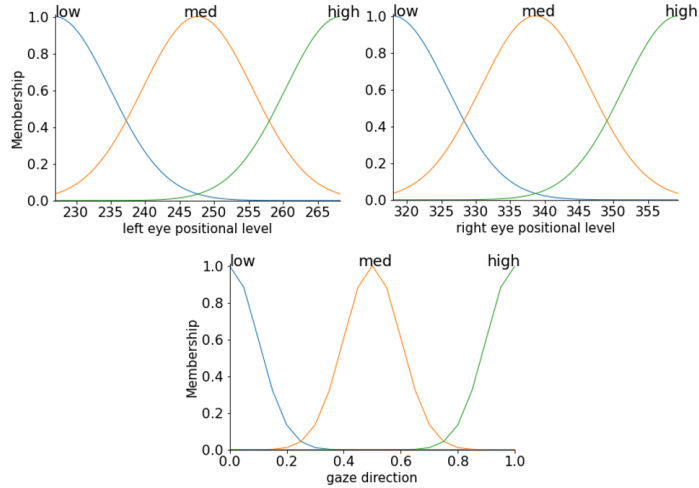 low med high
1.0
0.8
0.6
0.4
0.2
0.0
Membership
230 235 240 245 250 255 260 265
left eye positional level
low med high
1.0
0.8
0.6
0.4
0.2
0.0
320 325 330 335 340 345 350 355
right eye positional level
low med high
1.0
0.8
0.6
0.4
0.2
0.0
Membership
0.0 0.2 0.4 0.6 0.8 1.0
gaze direction